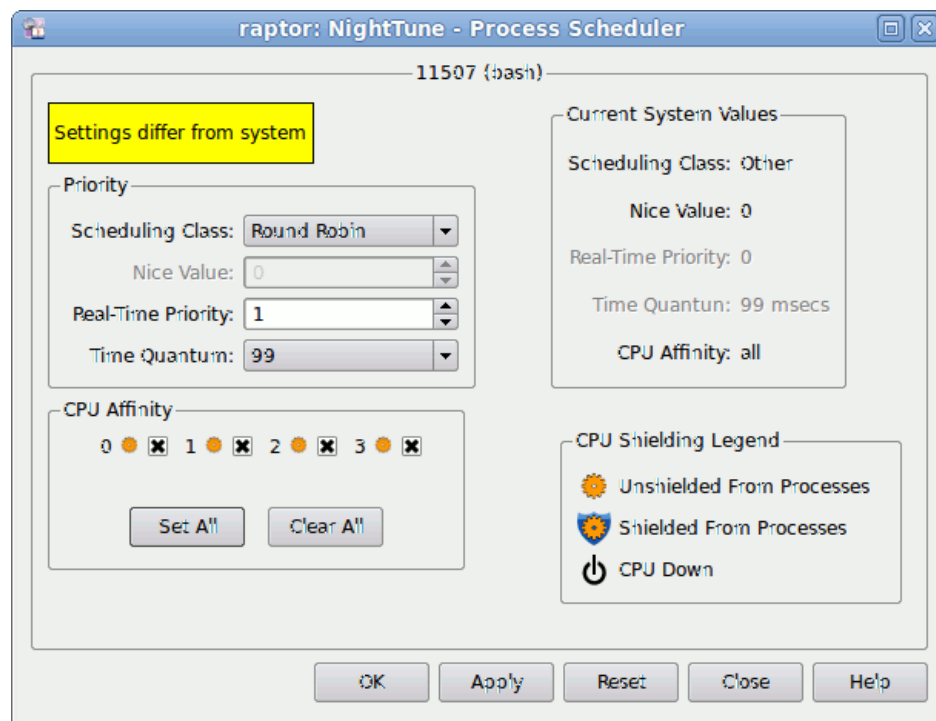 raptor: NightTune - Process Scheduler
11507 (bash)
Settings differ from system
Priority
Scheduling Class: Round Robin
Nice Value: 0
Real-Time Priority: 1
Time Quantum: 99
CPU Affinity
0 1 2 3
Set All Clear All
Current System Values
Scheduling Class: Other
Nice Value: 0
Real-Time Priority: 0
Time Quantun: 99 msecs
CPU Affinity: all
CPU Shielding Legend
Unshielded From Processes
Shielded From Processes
CPU Down
OK Apply Reset Close Help